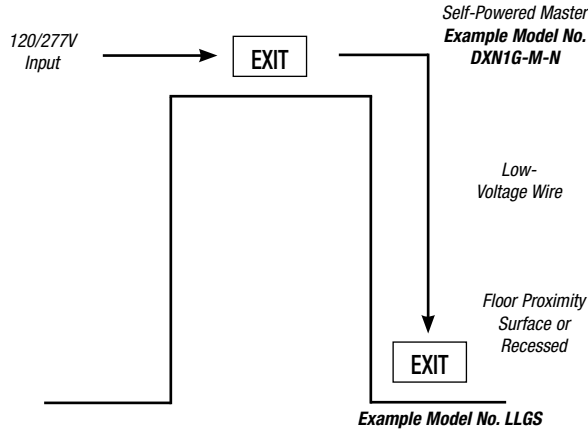 120/277V
Input
EXIT
Self-Powered Master
Example Model No.
DXN1G-M-N
Low-
Voltage Wire
Floor Proximity
Surface or
Recessed
EXIT
Example Model No. LLGS